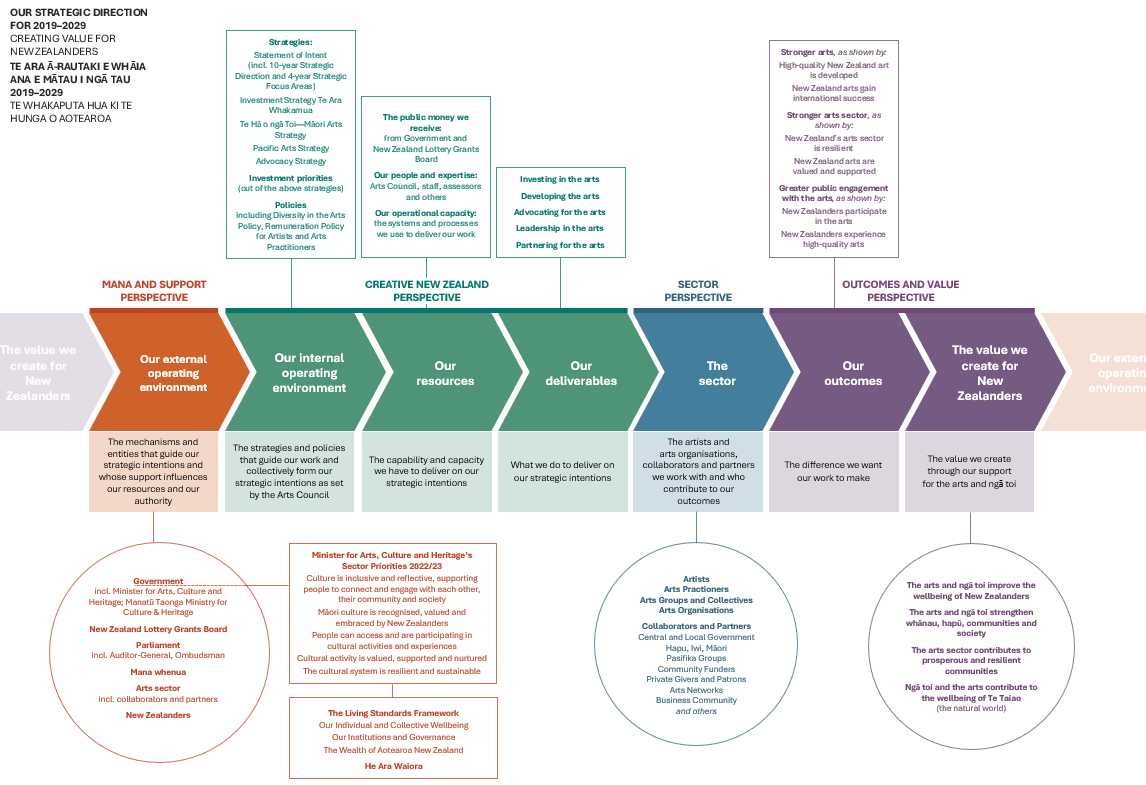 OUR STRATEGIC DIRECTION
FOR 2019–2029
CREATING VALUE FOR
NEW ZEALANDERS
TE ARA Ā-RAUTAKI E WHĀIA
ANA E MĀTAU I NGĀ TAU
2019–2029
TE WHAKAPUTA HUA KI TE
HUNGA O AOTEAROA
Strategies:
Statement of Intent
(incl. 10-year Strategic
Direction and 4-year Strategic
Focus Areas)
Investment Strategy Te Ara
Whakamua
Te Hā o ngā Toi—Māori Arts
Strategy
Pacific Arts Strategy
Advocacy Strategy
Investment priorities
(out of the above strategies)
Policies
including Diversity in the Arts
Policy, Remuneration Policy
for Artists and Arts
Practitioners
The public money we
receive:
from Government and
New Zealand Lottery Grants
Board
Our people and expertise:
Arts Council, staff, assessors
and others
Our operational capacity:
the systems and processes
we use to deliver our work
Investing in the arts
Developing the arts
Advocating for the arts
Leadership in the arts
Partnering for the arts
Stronger arts, as shown by:
High-quality New Zealand art
is developed
New Zealand arts gain
international success
Stronger arts sector, as
shown by:
New Zealand's arts sector
is resilient
New Zealand arts are
valued and supported
Greater public engagement
with the arts, as shown by:
New Zealanders participate
in the arts
New Zealanders experience
high-quality arts
MANA AND SUPPORT
PERSPECTIVE
CREATIVE NEW ZEALAND
PERSPECTIVE
SECTOR
PERSPECTIVE
OUTCOMES AND VALUE
PERSPECTIVE
The value we
create for
New
Zealanders
Our external
operating
environment
Our internal
operating
environment
Our
resources
Our
deliverables
The
sector
Our
outcomes
The value we
create for
New
Zealanders
Our extern
operatin
environme
The mechanisms and
entities that guide our
strategic intentions and
whose support influences
our resources and our
authority
The strategies and policies
that guide our work and
collectively form our
strategic intentions as set
by the Arts Council
The capability and capacity
we have to deliver on our
strategic intentions
What we do to deliver on
our strategic intentions
The artists and
arts organisations,
collaborators and partners
we work with and who
contribute to our
outcomes
The difference we want
our work to make
The value we create
through our support
for the arts and ngā toi
Government
incl. Minister for Arts, Culture and
Heritage; Manatū Taonga Ministry for
Culture & Heritage
New Zealand Lottery Grants Board
Parliament
incl. Auditor-General, Ombudsman
Mana whenua
Arts sector
incl. collaborators and partners
New Zealanders
Minister for Arts, Culture and Heritage's
Sector Priorities 2022/23
Culture is inclusive and reflective, supporting
people to connect and engage with each other,
their community and society
Māori culture is recognised, valued and
embraced by New Zealanders
People can access and are participating in
cultural activities and experiences
Cultural activity is valued, supported and nurtured
The cultural system is resilient and sustainable
The Living Standards Framework
Our Individual and Collective Wellbeing
Our Institutions and Governance
The Wealth of Aotearoa New Zealand
He Ara Waiora
Artists
Arts Practioners
Arts Groups and Collectives
Arts Organisations
Collaborators and Partners
Central and Local Government
Hapu, Iwi, Māori
Pasifika Groups
Community Funders
Private Givers and Patrons
Arts Networks
Business Community
and others
The arts and ngā toi improve the
wellbeing of New Zealanders
The arts and ngā toi strengthen
whānau, hapū, communities and
society
The arts sector contributes to
prosperous and resilient
communities
Ngā toi and the arts contribute to
the wellbeing of Te Taiao
(the natural world)